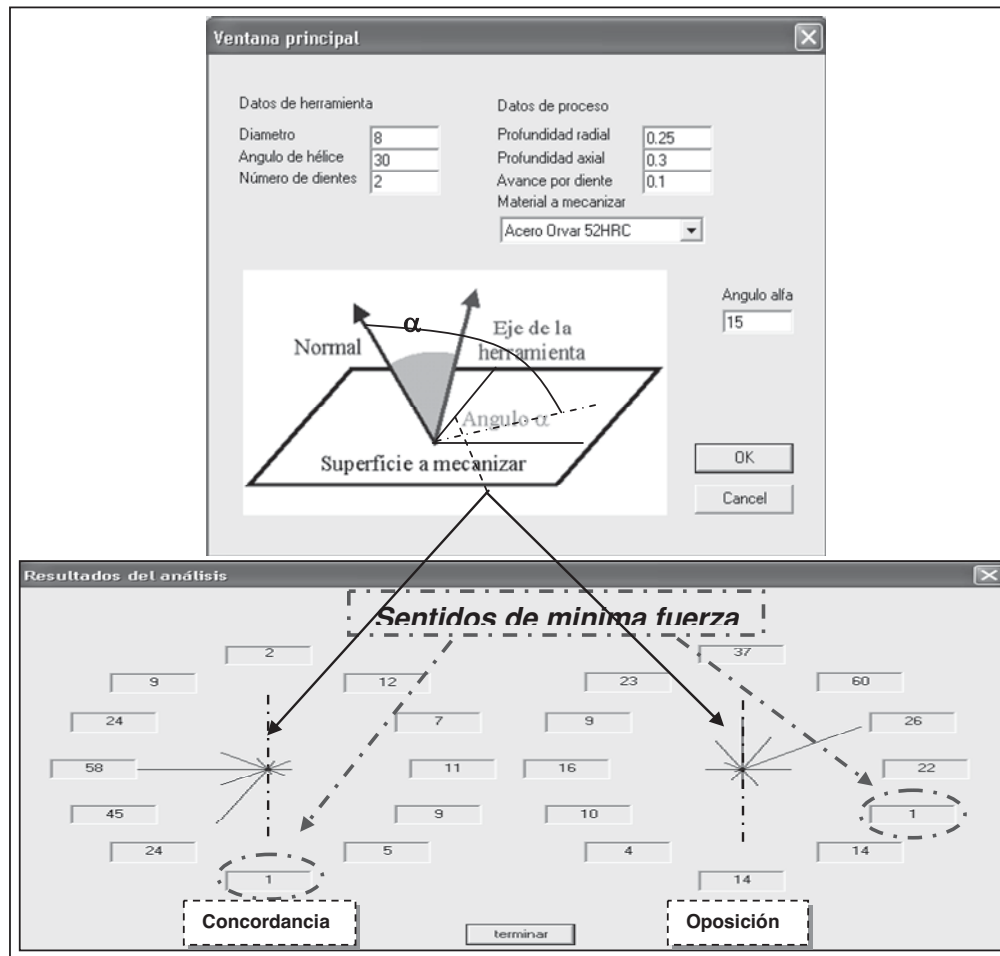 Ventana principal
Datos de herramienta
Diametro 8
Angulo de hélice 30
Número de dientes 2
Datos de proceso
Profundidad radial 0.25
Profundidad axial 0.3
Avance por diente 0.1
Material a mecanizar
Acero Orvar 52HRC
Angulo alfa
15
α
Normal
Eje de la
herramienta
Angulo α
Superficie a mecanizar
OK
Cancel
Resultados del análisis
Sentidos de minima fuerza
2
9
12
24
7
58
11
45
9
24
5
1
Concordancia
37
23
60
9
26
16
22
10
1
4
14
14
Oposición
terminar